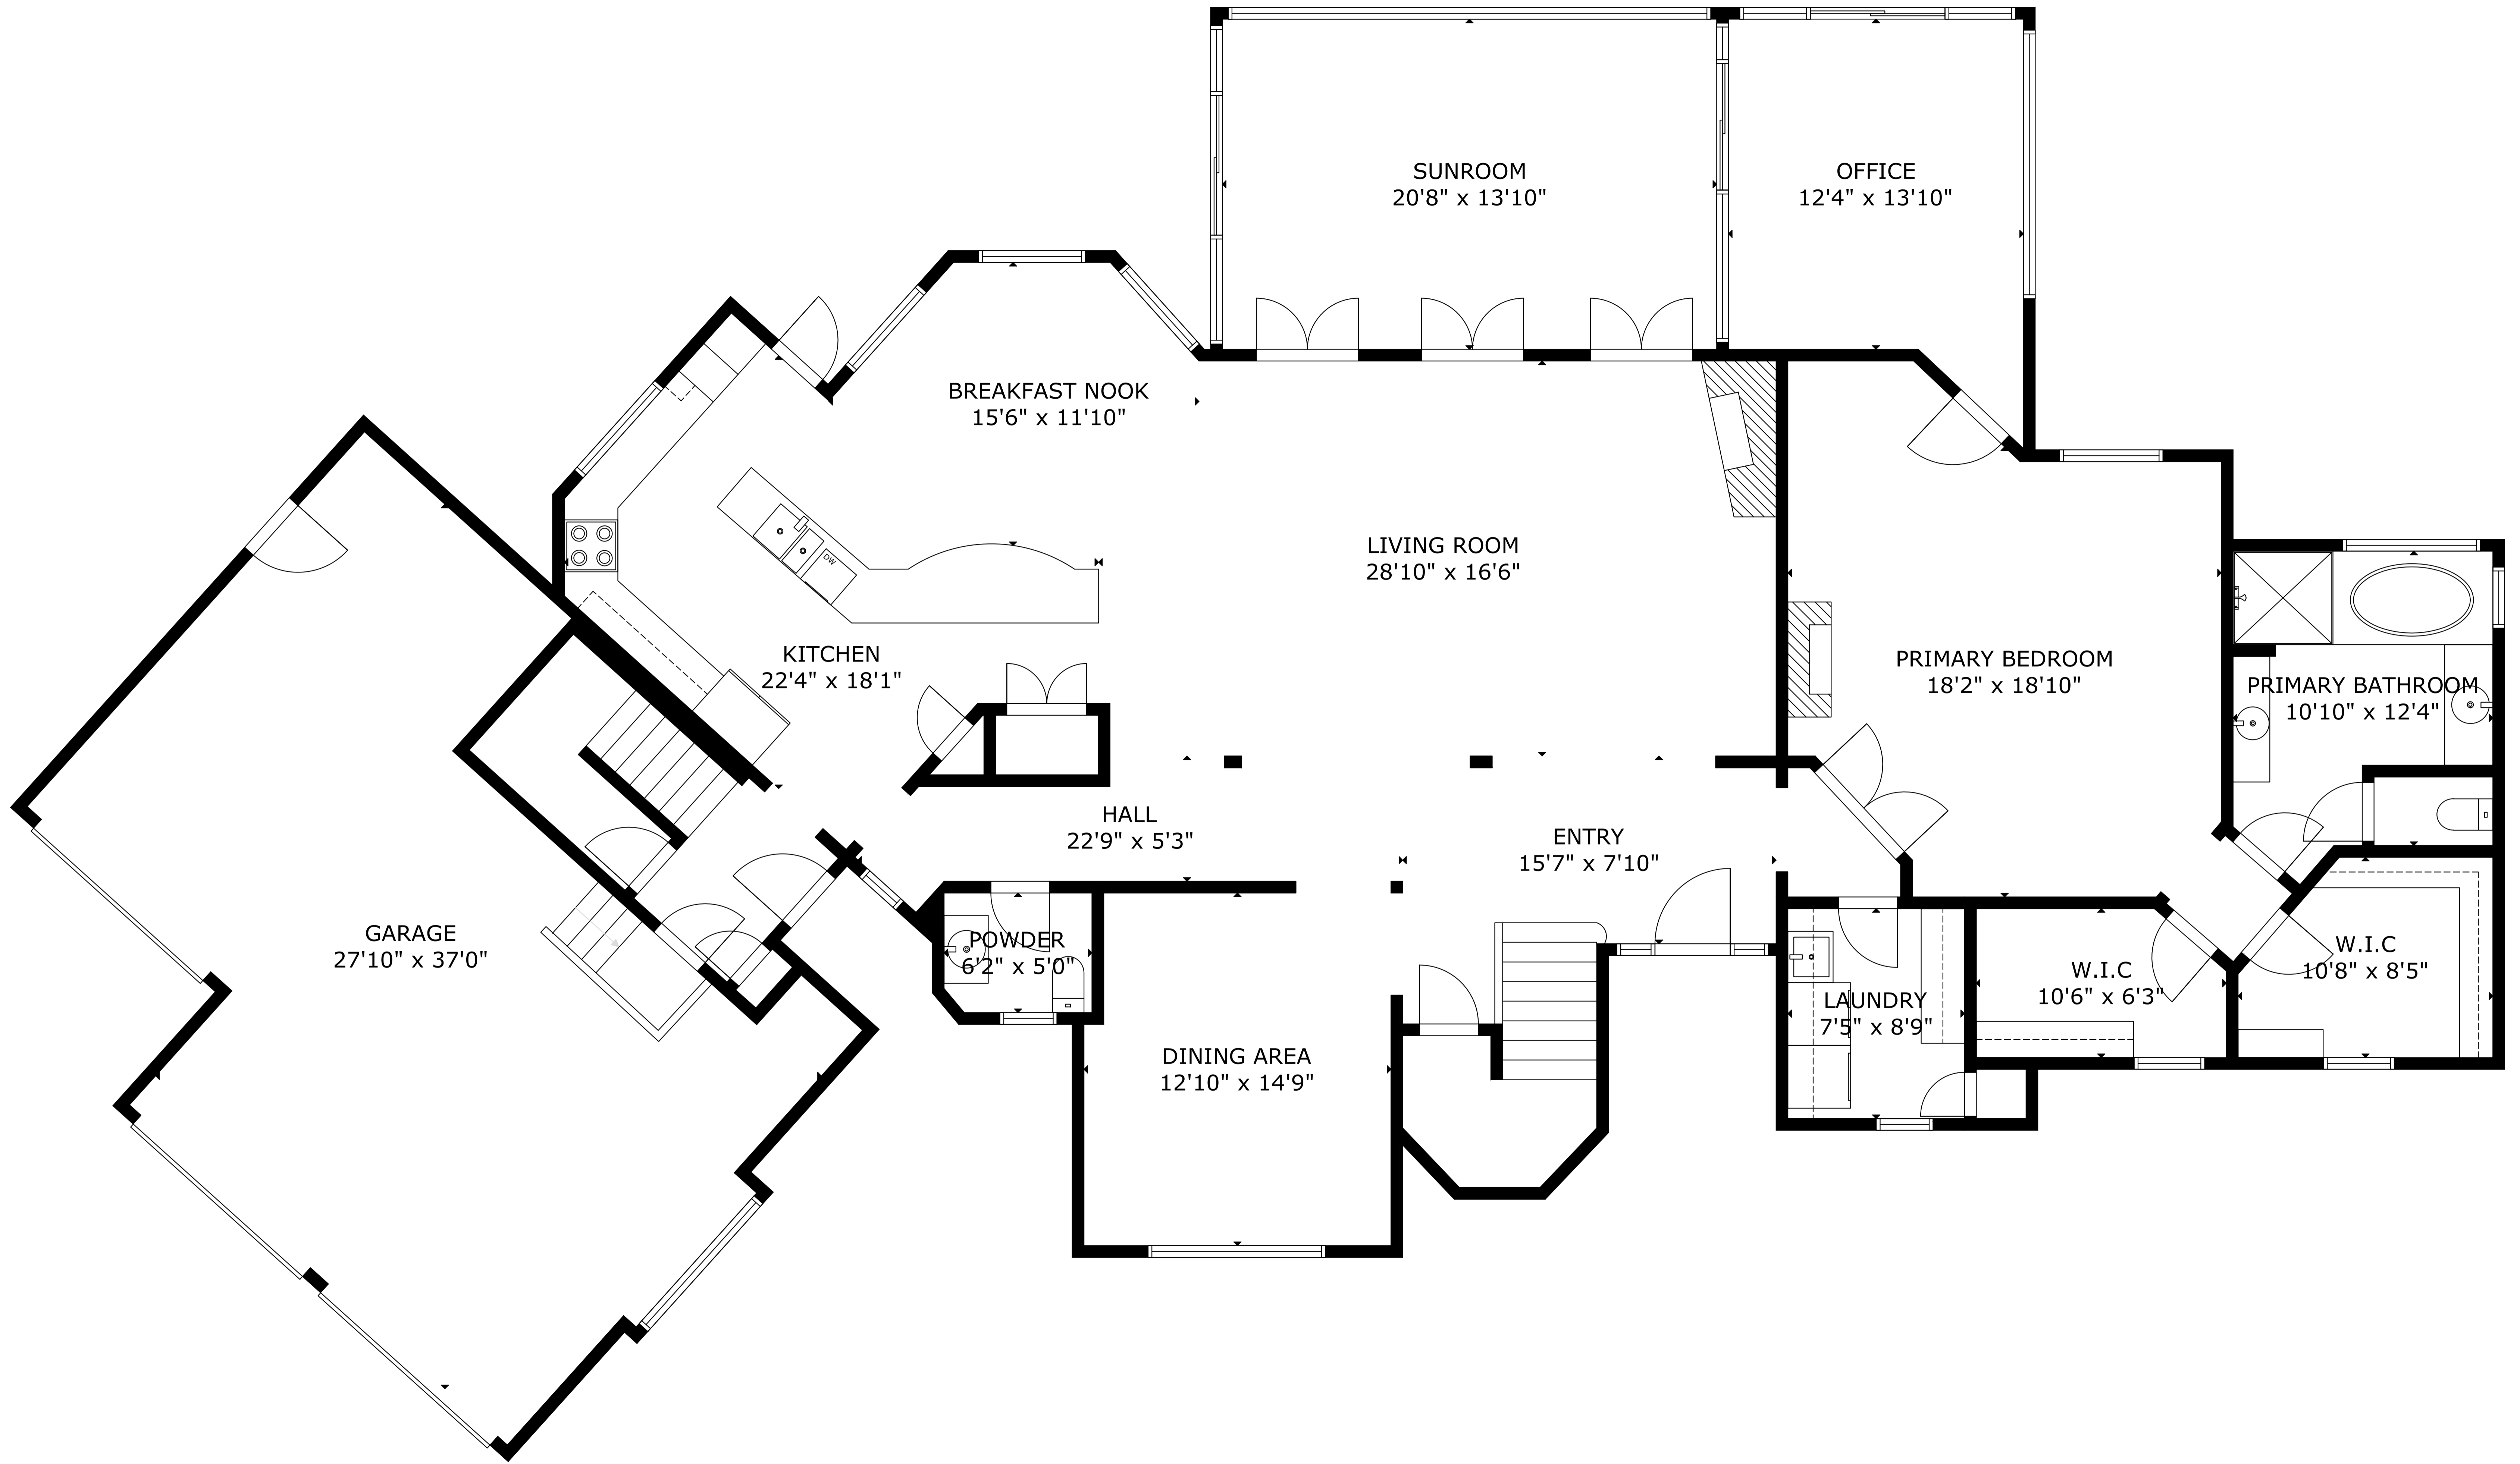 SUNROOM
20'8" x 13'10"
OFFICE
12'4" x 13'10"
BREAKFAST NOOK
15'6" x 11'10"
LIVING ROOM
28'10" x 16'6"
DW
KITCHEN
22'4" x 18'1"
PRIMARY BEDROOM
18'2" x 18'10"
PRIMARY BATHROOM
10'10" x 12'4"
HALL
22'9" x 5'3"
ENTRY
15'7" x 7'10"
GARAGE
27'10" x 37'0"
POWDER
6'2" x 5'0"
W.I.C
10'8" x 8'5"
W.I.C
10'6" x 6'3"
LAUNDRY
7'5" x 8'9"
DINING AREA
12'10" x 14'9"